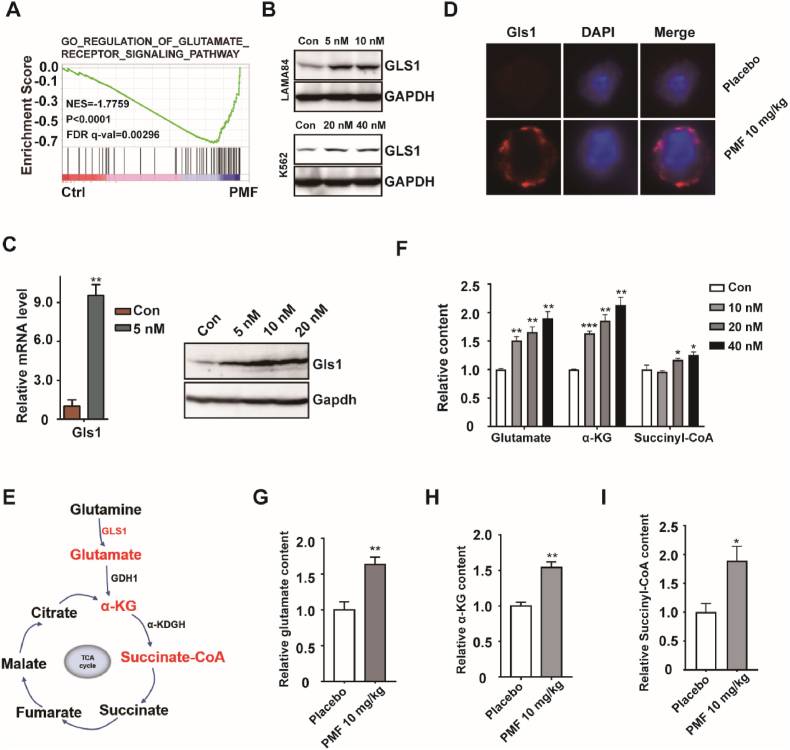 A
GO_REGULATION_OF_GLUTAMATE_
RECEPTOR_SIGNALING_PATHWAY
Enrichment Score
0.0
-0.1
-0.3
-0.5
-0.7
NES=-1.7759
P<0.0001
FDR q-val=0.00296
Ctrl
PMF
B
Con 5 nM 10 nM
LAMA84
GLS1
GAPDH
Con 20 nM 40 nM
K562
GLS1
GAPDH
D
Gls1 DAPI Merge
Placebo
PMF 10 mg/kg
C
Relative mRNA level
9.0
6.0
3.0
0
**
Con
5 nM
Gls1
Con 5 nM 10 nM 20 nM
Gls1
Gapdh
F
Relative content
2.5
2.0
1.5
1.0
0.5
0
** ** **
*** ** **
* *
Con
10 nM
20 nM
40 nM
Glutamate α-KG Succinyl-CoA
E
Glutamine
GLS1
Glutamate
GDH1
α-KG
Citrate
α-KDGH
Succinate-CoA
TCA
cycle
Malate
Fumarate
Succinate
G
Relative glutamate content
2.0
1.5
1.0
0.5
0
**
Placebo
PMF 10 mg/kg
H
Relative α-KG content
2.0
1.5
1.0
0.5
0
**
Placebo
PMF 10 mg/kg
I
Relative Succinyl-CoA content
2.5
2.0
1.5
1.0
0.5
0
*
Placebo
PMF 10 mg/kg